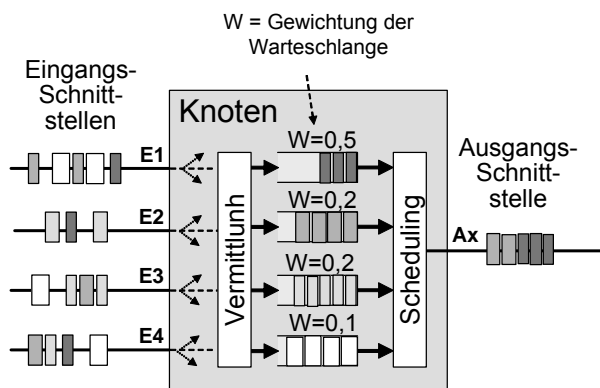 W = Gewichtung der
Warteschlange
Eingangs-
Schnitt-
stellen
Knoten
W=0,5
E1
Ausgangs-
Schnitt-
stelle
W=0,2
E2
Ax
W=0,2
E3
W=0,1
E4
Vermittlunh
Scheduling